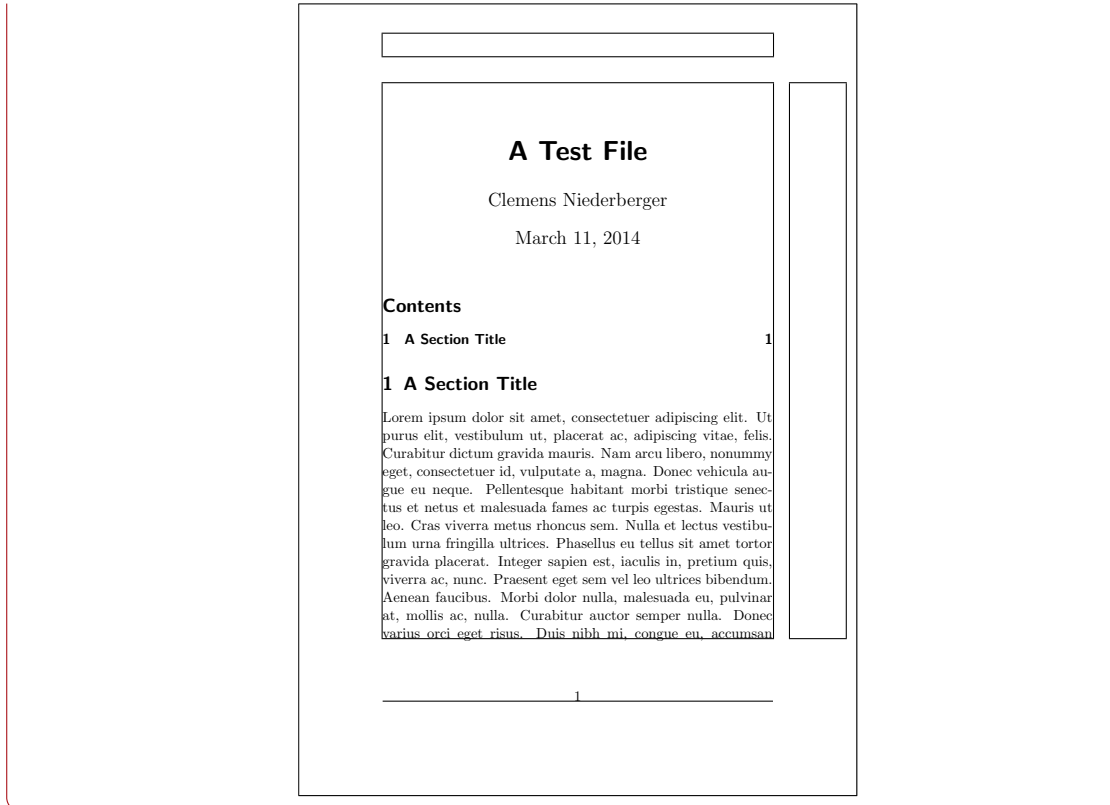 A Test File
Clemens Niederberger
March 11, 2014
Contents
1 A Section Title 1
1 A Section Title
Lorem ipsum dolor sit amet, consectetuer adipiscing elit. Ut
purus elit, vestibulum ut, placerat ac, adipiscing vitae, felis.
Curabitur dictum gravida mauris. Nam arcu libero, nonummy
eget, consectetuer id, vulputate a, magna. Donec vehicula au-
gue eu neque. Pellentesque habitant morbi tristique senec-
tus et netus et malesuada fames ac turpis egestas. Mauris ut
leo. Cras viverra metus rhoncus sem. Nulla et lectus vestibu-
lum urna fringilla ultrices. Phasellus eu tellus sit amet tortor
gravida placerat. Integer sapien est, iaculis in, pretium quis,
viverra ac, nunc. Praesent eget sem vel leo ultrices bibendum.
Aenean faucibus. Morbi dolor nulla, malesuada eu, pulvinar
at, mollis ac, nulla. Curabitur auctor semper nulla. Donec
varius orci eget risus. Duis nibh mi, congue eu, accumsan
1